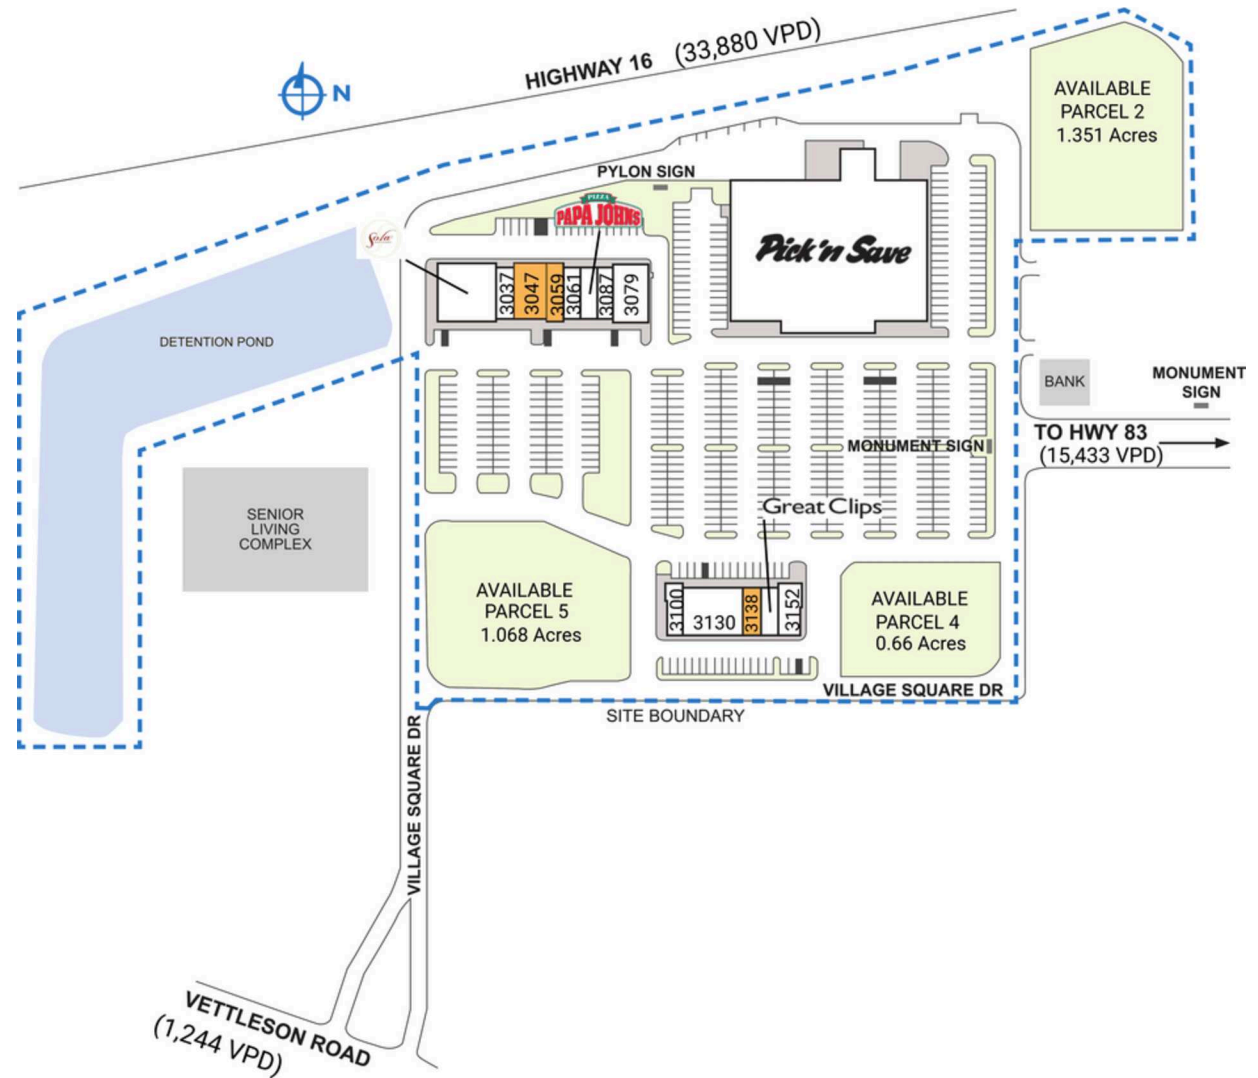 HIGHWAY 16 (33,880 VPD)
N
AVAILABLE
PARCEL 2
1.351 Acres
PYLON SIGN
PIZZA
PAPA JOHNS
Pick 'n Save
3037
3047
3059
3061
3087
3079
DETENTION POND
BANK
MONUMENT
SIGN
TO HWY 83
(15,433 VPD)
MONUMENT SIGN
SENIOR
LIVING
COMPLEX
Great Clips
AVAILABLE
PARCEL 5
1.068 Acres
3100
3130
3138
3152
AVAILABLE
PARCEL 4
0.66 Acres
VILLAGE SQUARE DR
SITE BOUNDARY
VILLAGE SQUARE DR
VETTLESON ROAD
(1,244 VPD)